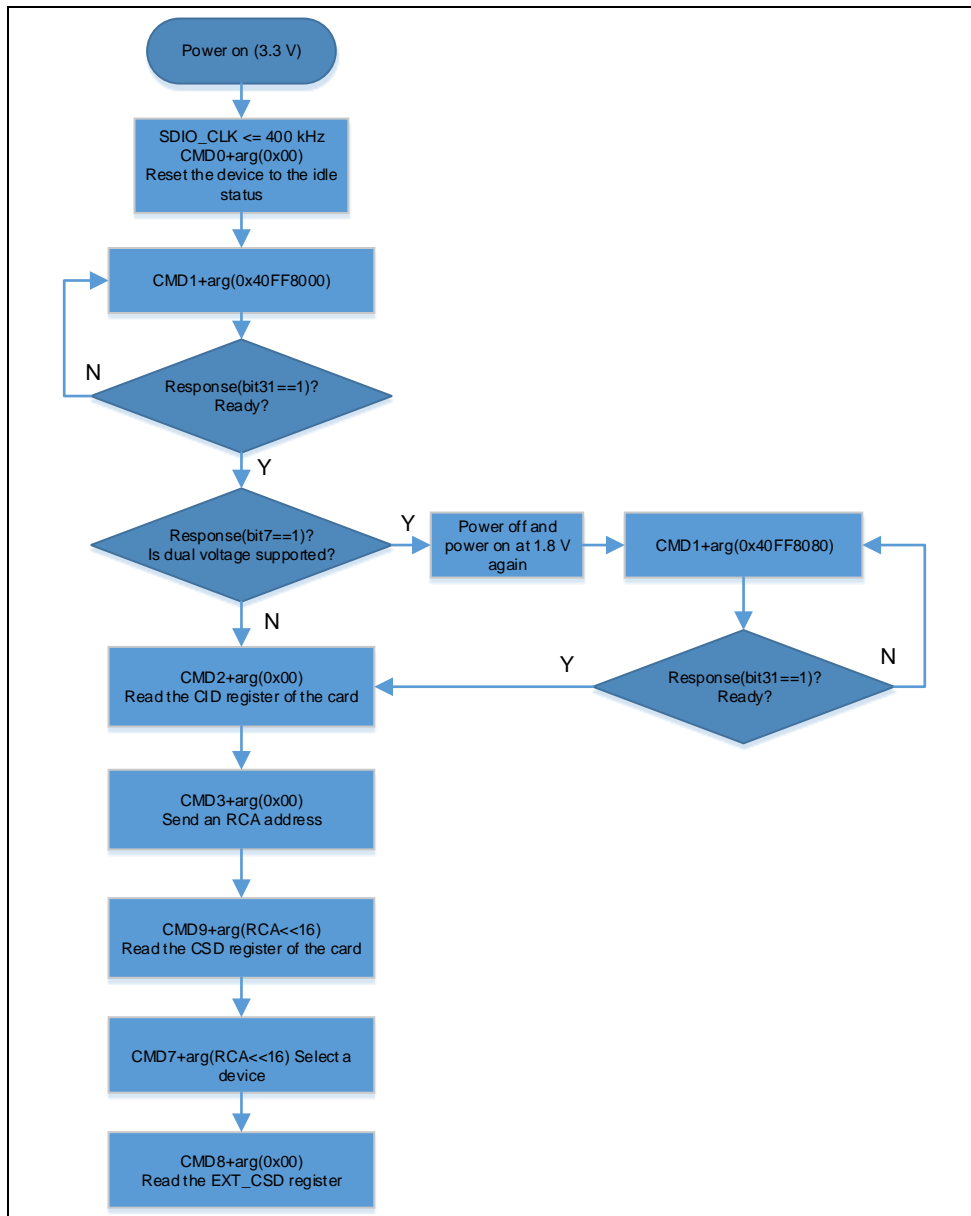 Power on (3.3 V)
SDIO_CLK <= 400 kHz
CMD0+arg(0x00)
Reset the device to the idle
status
CMD1+arg(0x40FF8000)
N
Response(bit31==1)?
Ready?
Y
Response(bit7==1)?
Is dual voltage supported?
Y
Power off and
power on at 1.8 V
again
CMD1+arg(0x40FF8080)
N
Response(bit31==1)?
Ready?
N
Y
CMD2+arg(0x00)
Read the CID register of the card
CMD3+arg(0x00)
Send an RCA address
CMD9+arg(RCA<<16)
Read the CSD register of the card
CMD7+arg(RCA<<16) Select a
device
CMD8+arg(0x00)
Read the EXT_CSD register